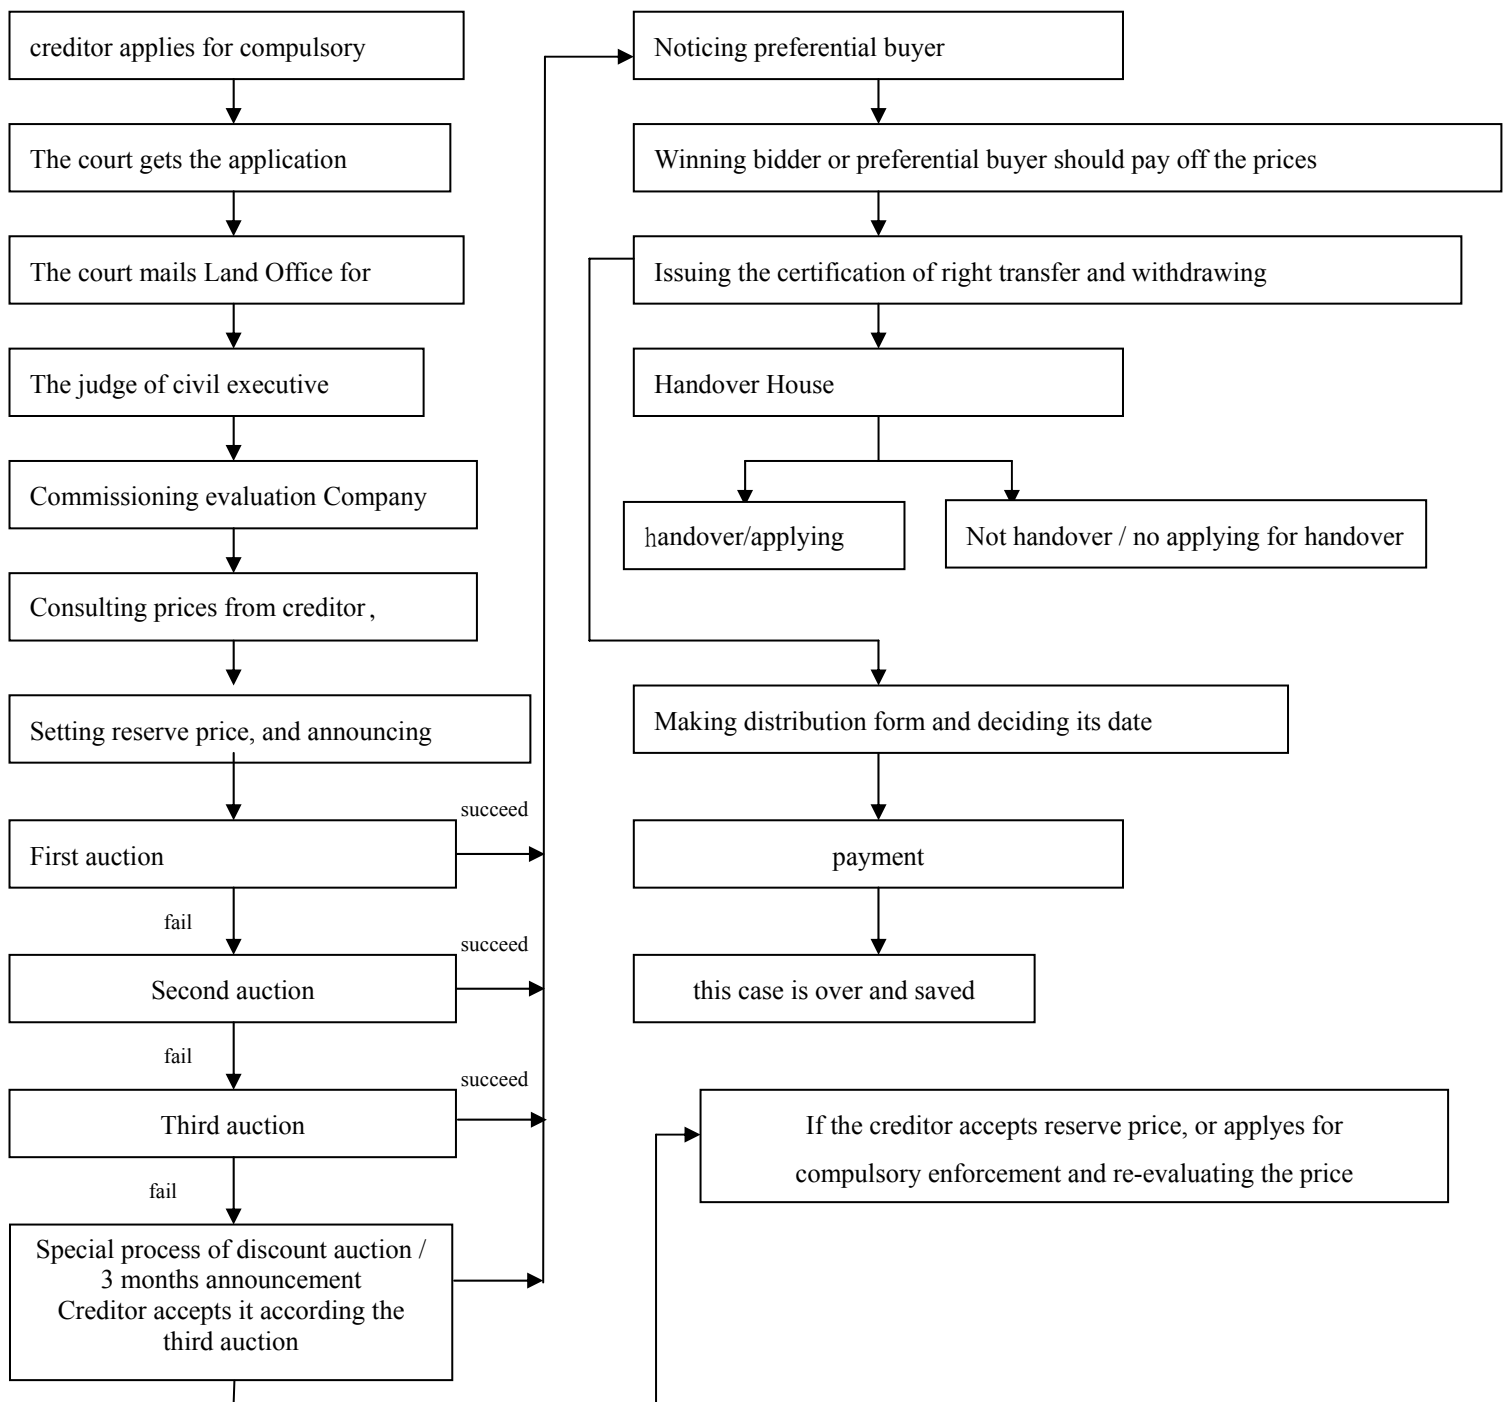 creditor applies for compulsory
The court gets the application
The court mails Land Office for
The judge of civil executive
Commissioning evaluation Company
Consulting prices from creditor,
Setting reserve price, and announcing
succeed
First auction
fail
succeed
Second auction
fail
succeed
Third auction
fail
Special process of discount auction /
3 months announcement
Creditor accepts it according the
third auction
Noticing preferential buyer
Winning bidder or preferential buyer should pay off the prices
Issuing the certification of right transfer and withdrawing
Handover House
handover/applying
Not handover / no applying for handover
Making distribution form and deciding its date
payment
this case is over and saved
If the creditor accepts reserve price, or applyes for
compulsory enforcement and re-evaluating the price